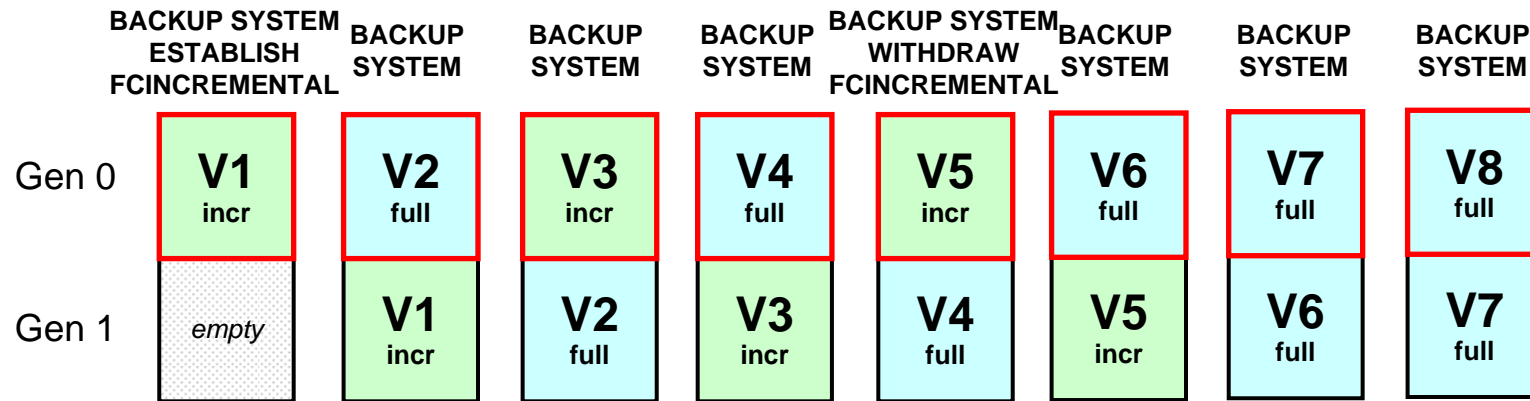 BACKUP SYSTEM
ESTABLISH
FCINCREMENTAL
BACKUP
SYSTEM
BACKUP
SYSTEM
BACKUP
SYSTEM
BACKUP SYSTEM
WITHDRAW
FCINCREMENTAL
BACKUP
SYSTEM
BACKUP
SYSTEM
BACKUP
SYSTEM
Gen 0
V1
incr
V2
full
V3
incr
V4
full
V5
incr
V6
full
V7
full
V8
full
Gen 1
empty
V1
incr
V2
full
V3
incr
V4
full
V5
incr
V6
full
V7
full